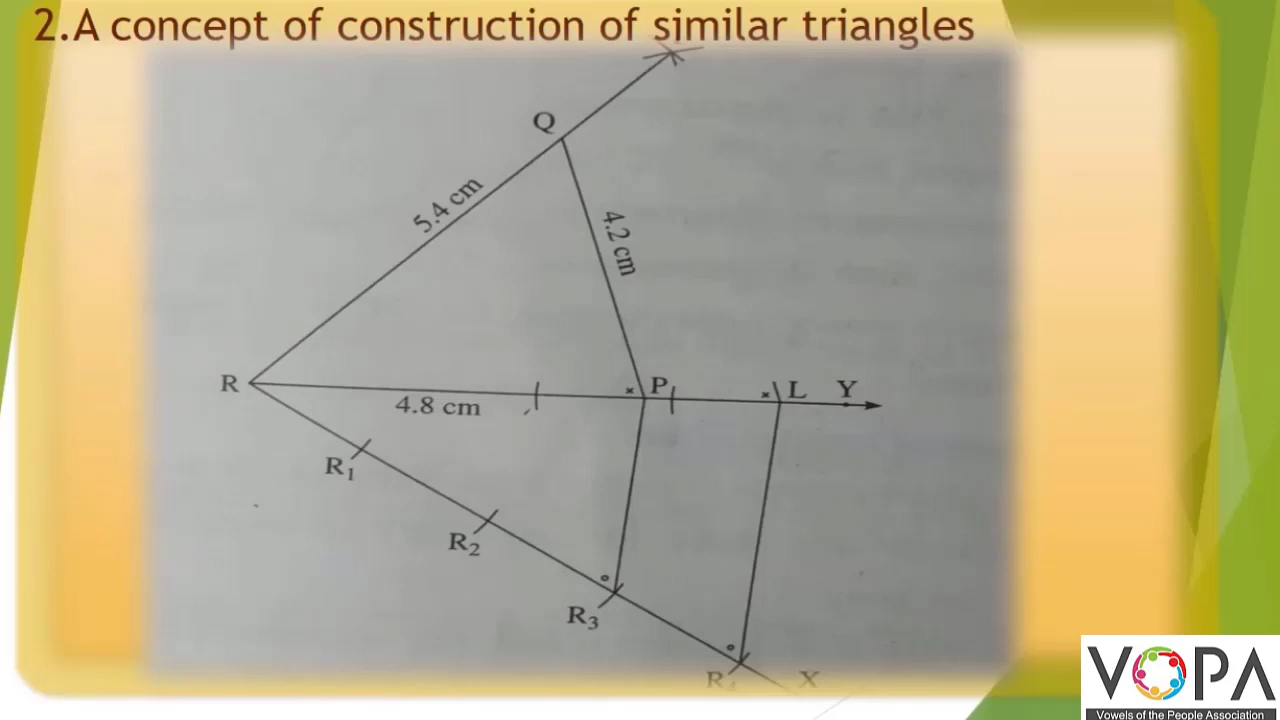 2.A concept of construction of similar triangles
Q
5.4 cm
4.2 cm
R
P
L
Y
4.8 cm
R1
R2
R3
R4
X
VOPA
Vowels of the People Association